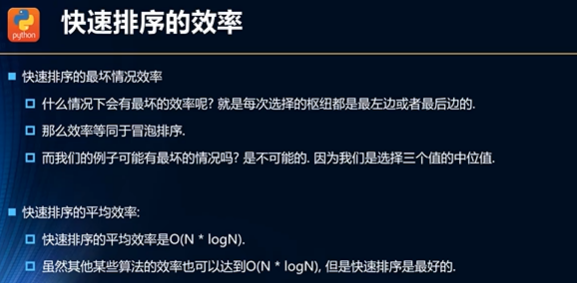 python
快速排序的效率
快速排序的最坏情况效率
什么情况下会有最坏的效率呢? 就是每次选择的枢纽都是最左边或者最后边的.
那么效率等同于冒泡排序.
而我们的例子可能有最坏的情况吗? 是不可能的. 因为我们是选择三个值的中位值.
快速排序的平均效率:
快速排序的平均效率是O(N * logN).
虽然其他某些算法的效率也可以达到O(N * logN), 但是快速排序是最好的.